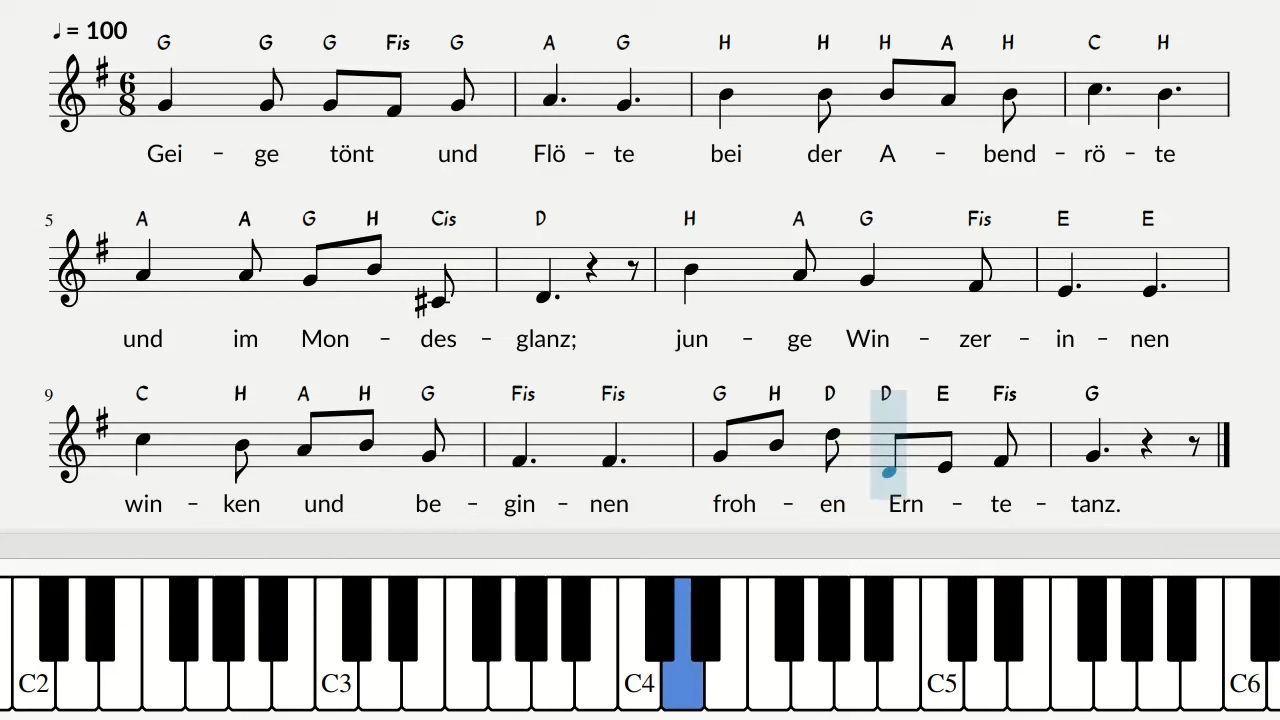 ♩ = 100
G G G Fis G A G H H H A H C H
6 8
Gei - ge tönt und Flö - te bei der A - bend - rö - te
5 A A G H Cis D H A G Fis E E
und im Mon - des - glanz; jun - ge Win - zer - in - nen
9 C H A H G Fis Fis G H D D E Fis G
win - ken und be - gin - nen froh - en Ern - te - tanz.
C2 C3 C4 C5 C6